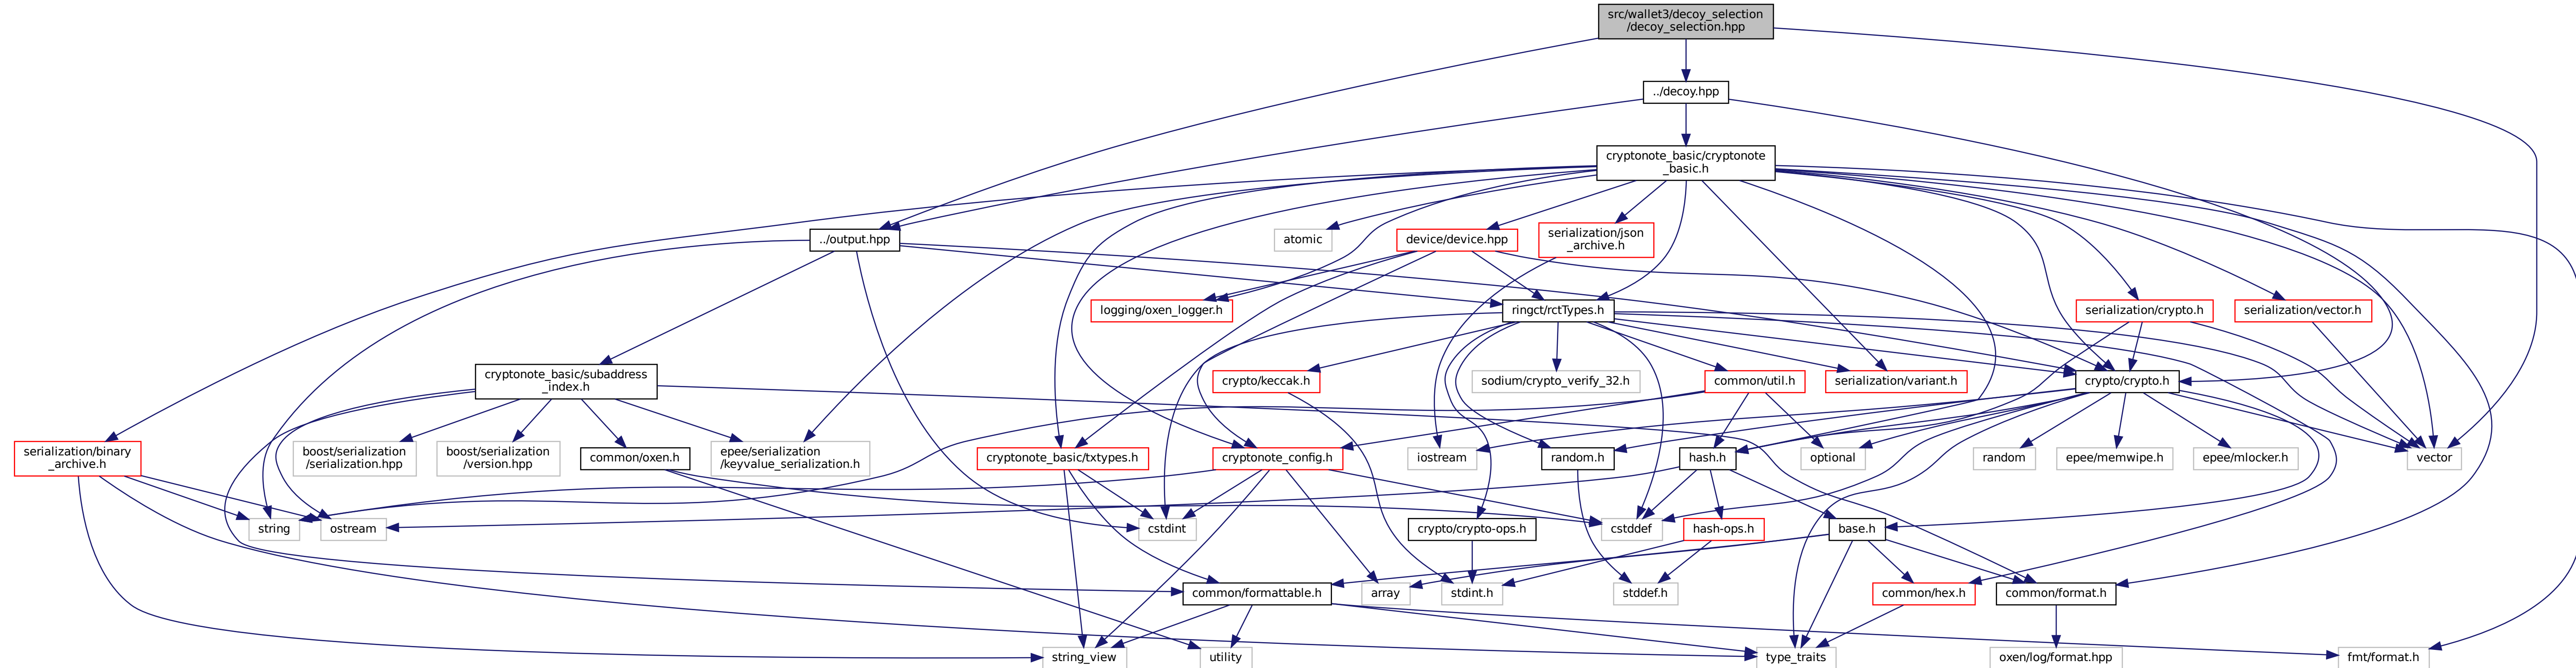 src/wallet3/decoy_selection
/decoy_selection.hpp
../decoy.hpp
cryptonote_basic/cryptonote
_basic.h
../output.hpp
atomic
device/device.hpp
serialization/json
_archive.h
logging/oxen_logger.h
ringct/rctTypes.h
serialization/crypto.h
serialization/vector.h
cryptonote_basic/subaddress
_index.h
crypto/keccak.h
sodium/crypto_verify_32.h
common/util.h
serialization/variant.h
crypto/crypto.h
serialization/binary
_archive.h
boost/serialization
/serialization.hpp
boost/serialization
/version.hpp
common/oxen.h
epee/serialization
/keyvalue_serialization.h
cryptonote_basic/txtypes.h
cryptonote_config.h
iostream
random.h
hash.h
optional
random
epee/memwipe.h
epee/mlocker.h
vector
string
ostream
cstdint
crypto/crypto-ops.h
cstddef
hash-ops.h
base.h
common/formattable.h
array
stdint.h
stddef.h
common/hex.h
common/format.h
string_view
utility
type_traits
oxen/log/format.hpp
fmt/format.h